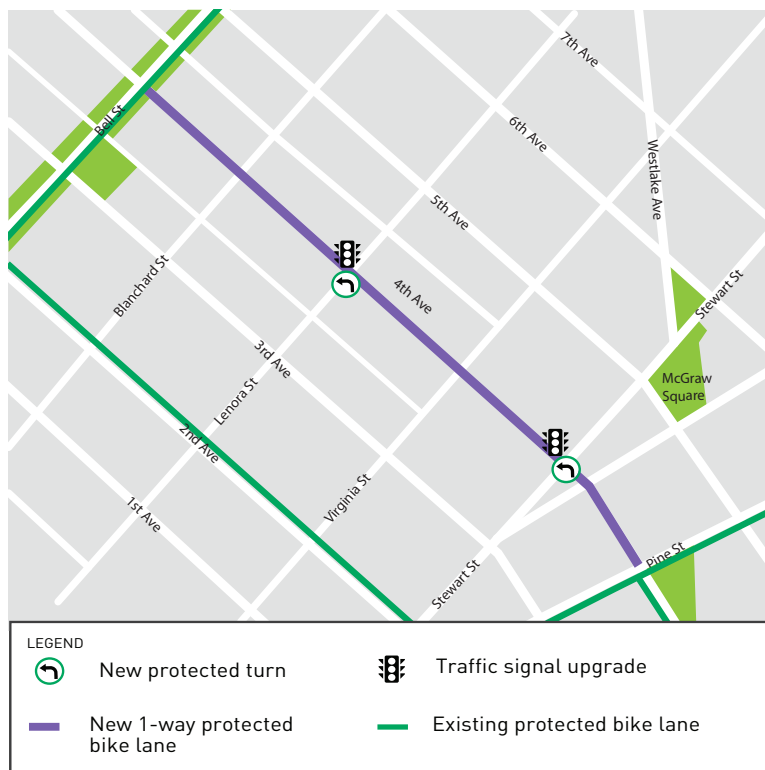 7th Ave
6th Ave
Westlake Ave
Bell St
5th Ave
Blanchard St
4th Ave
Stewart St
3rd Ave
McGraw
Square
Lenora St
2nd Ave
Virginia St
1st Ave
Pine St
Stewart St
LEGEND
New protected turn
Traffic signal upgrade
New 1-way protected
bike lane
Existing protected bike lane